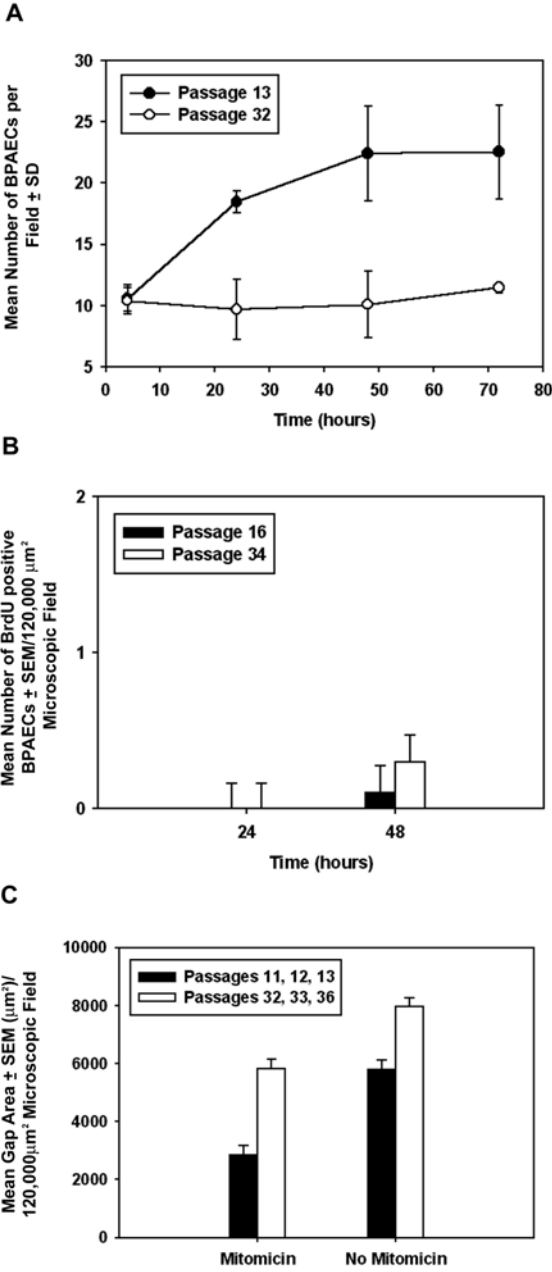 A
Mean Number of BPAECs per
Field ± SD
30
25
20
15
10
5
Passage 13
Passage 32
0 10 20 30 40 50 60 70 80
Time (hours)
B
Mean Number of BrdU positive
BPAECs ± SEM/120,000 µm²
Microscopic Field
2
1
0
Passage 16
Passage 34
24 48
Time (hours)
C
Mean Gap Area ± SEM (µm²)/
120,000µm² Microscopic Field
10000
8000
6000
4000
2000
0
Passages 11, 12, 13
Passages 32, 33, 36
Mitomicin No Mitomicin